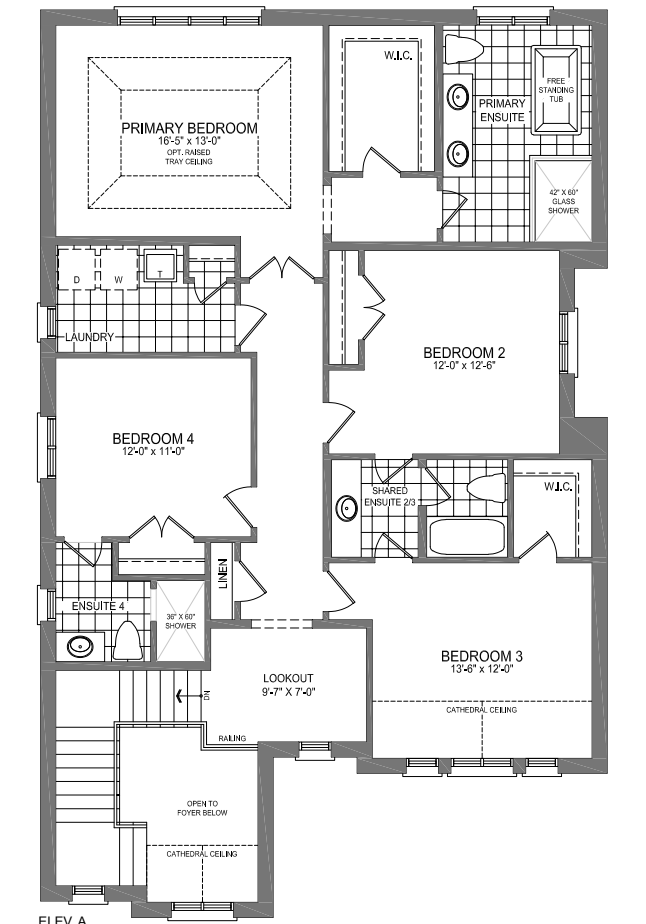 W.I.C.
FREE
STANDING
TUB
PRIMARY
ENSUITE
PRIMARY BEDROOM
16'-5" x 13'-0"
OPT. RAISED
TRAY CEILING
42" X 60"
GLASS
SHOWER
D
W
T
LAUNDRY
BEDROOM 2
12'-0" x 12'-6"
BEDROOM 4
12'-0" x 11'-0"
SHARED
ENSUITE 2/3
W.I.C.
LINEN
ENSUITE 4
36" X 60"
SHOWER
BEDROOM 3
13'-6" x 12'-0"
LOOKOUT
9'-7" X 7'-0"
DN
CATHEDRAL CEILING
RAILING
OPEN TO
FOYER BELOW
CATHEDRAL CEILING
ELEV. A